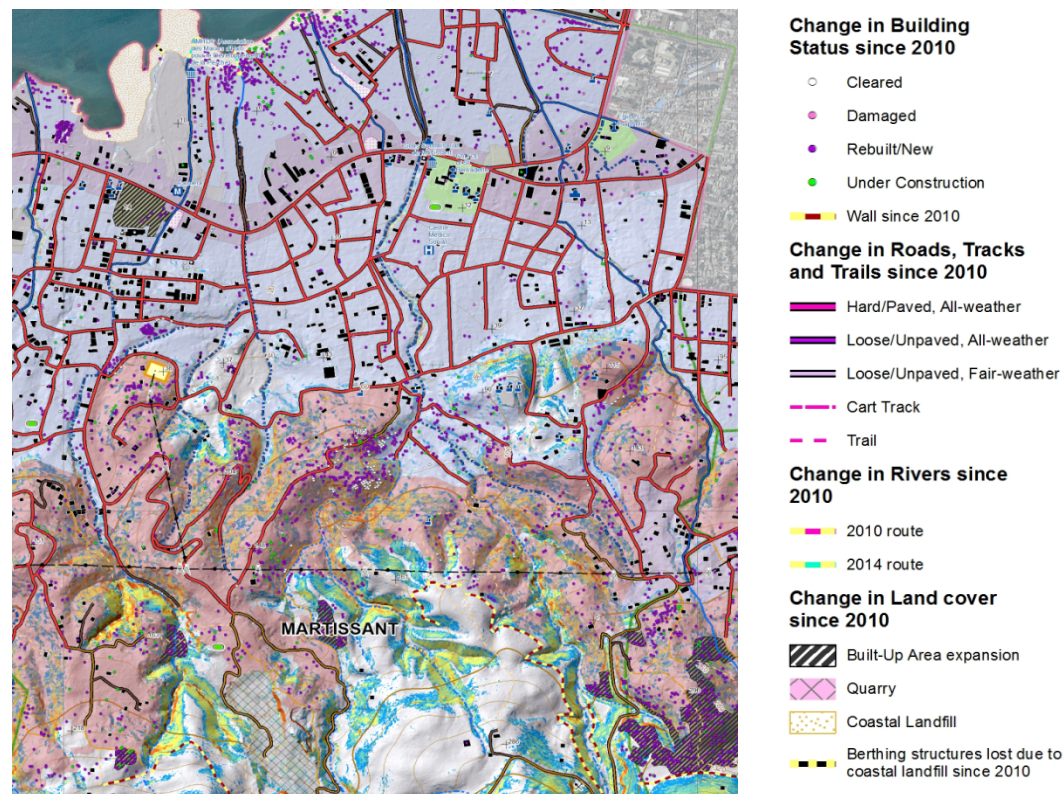 MARTISSANT
H
M
Change in Building
Status since 2010
Cleared
Damaged
Rebuilt/New
Under Construction
Wall since 2010
Change in Roads, Tracks
and Trails since 2010
Hard/Paved, All-weather
Loose/Unpaved, All-weather
Loose/Unpaved, Fair-weather
Cart Track
Trail
Change in Rivers since
2010
2010 route
2014 route
Change in Land cover
since 2010
Built-Up Area expansion
Quarry
Coastal Landfill
Berthing structures lost due to
coastal landfill since 2010